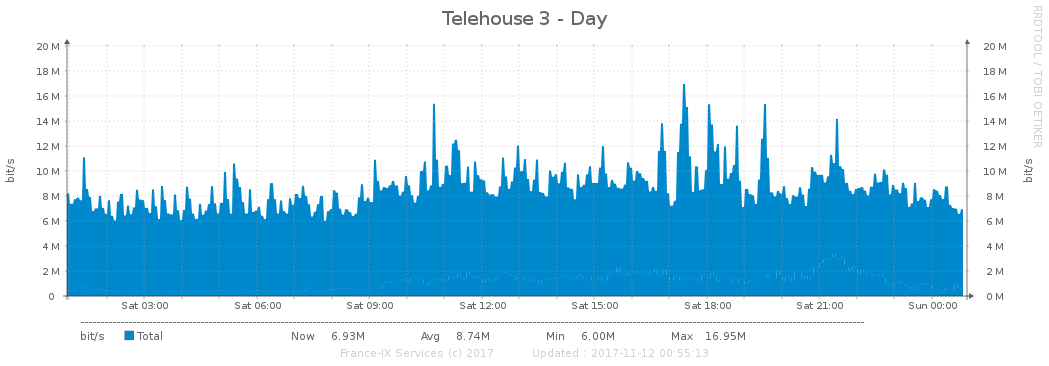 Telehouse 3 - Day
RRDTOOL / TOBI OETIKER
bit/s
20 M 20 M
18 M 18 M
16 M 16 M
14 M 14 M
12 M 12 M
10 M 10 M
8 M 8 M
6 M 6 M
4 M 4 M
2 M 2 M
0 0 M
bit/s
Sat 03:00 Sat 06:00 Sat 09:00 Sat 12:00 Sat 15:00 Sat 18:00 Sat 21:00 Sun 00:00
bit/s Total Now 6.93M Avg 8.74M Min 6.00M Max 16.95M
France-IX Services (c) 2017 Updated : 2017-11-12 00:55:13